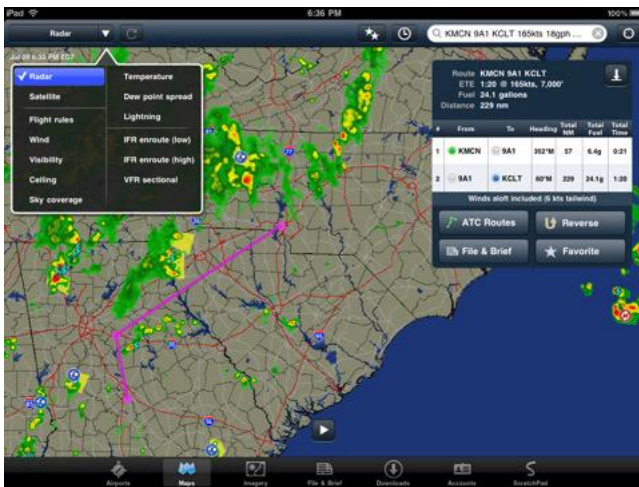 iPad
6:36 PM
100%
Radar
KMCN 9A1 KCLT 165kts 18gph ...
Radar
Satellite
Flight rules
Wind
Visibility
Ceiling
Sky coverage
Temperature
Dew point spread
Lightning
IFR enroute (low)
IFR enroute (high)
VFR sectional
Route KMCN 9A1 KCLT
ETE 1:20 @ 165kts, 7,000'
Fuel 24.1 gallons
Distance 229 nm
# From To Heading Total NM Total Fuel Total Time
1 KMCN 9A1 352°M 57 6.4g 0:21
2 9A1 KCLT 60°M 229 24.1g 1:20
Winds aloft included (6 kts tailwind)
ATC Routes
Reverse
File & Brief
Favorite
Airports
Maps
Imagery
File & Brief
Downloads
Accounts
ScratchPad